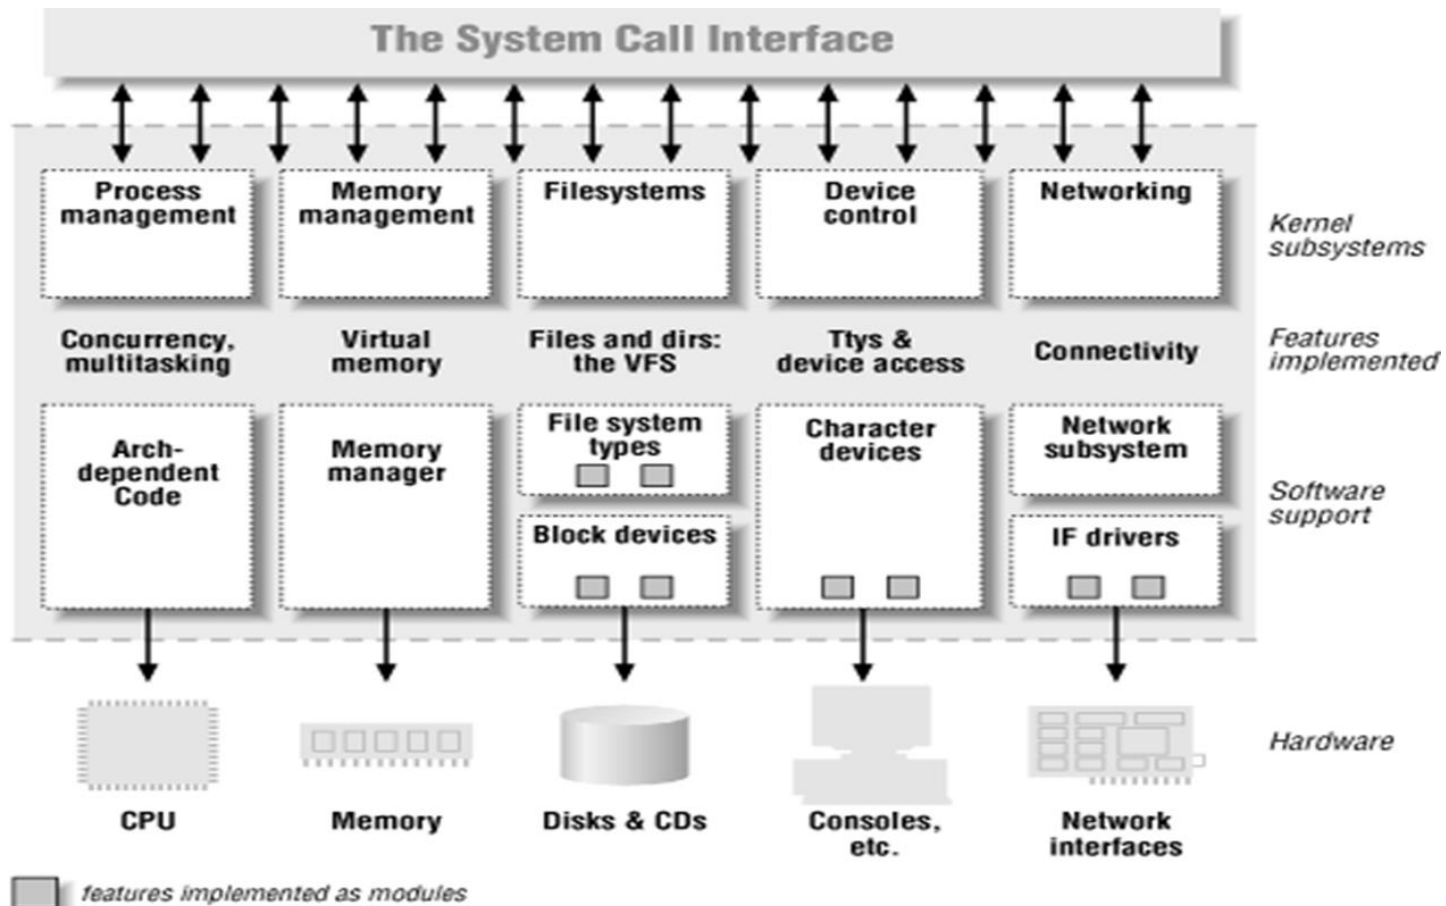 The System Call Interface
Process
management
Memory
management
Filesystems
Device
control
Networking
Kernel
subsystems
Concurrency,
multitasking
Virtual
memory
Files and dirs:
the VFS
Ttys &
device access
Connectivity
Features
implemented
Arch-
dependent
Code
Memory
manager
File system
types
Block devices
Character
devices
Network
subsystem
IF drivers
Software
support
CPU
Memory
Disks & CDs
Consoles,
etc.
Network
interfaces
Hardware
features implemented as modules